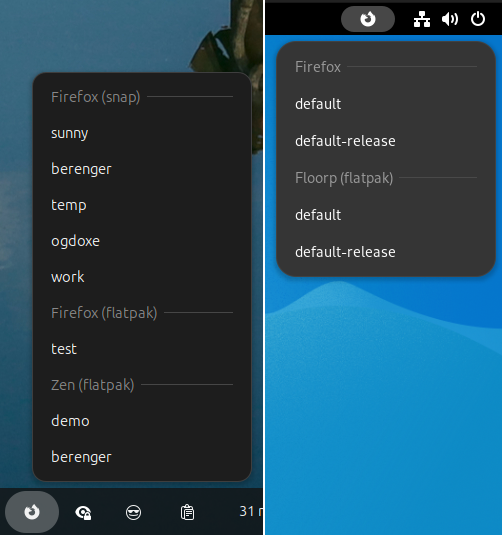 Firefox (snap)
sunny
berenger
temp
ogdoxe
work
Firefox (flatpak)
test
Zen (flatpak)
demo
berenger
31
Firefox
default
default-release
Floorp (flatpak)
default
default-release